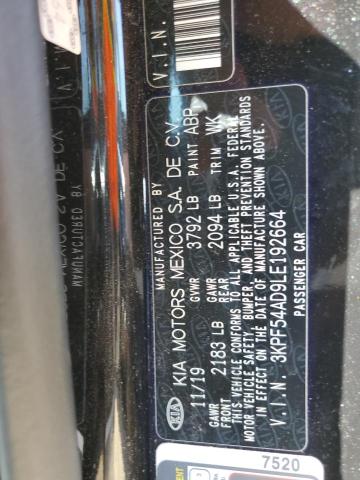 MANUFACTURED BY
KIA KIA MOTORS MEXICO S.A. DE C.V.
11/19 GVWR 3792 LB PAINT ABP
GAWR FRONT 2183 LB GAWR REAR 2094 LB TRIM WK
THIS VEHICLE CONFORMS TO ALL APPLICABLE U.S.A. FEDERAL
MOTOR VEHICLE SAFETY, BUMPER, AND THEFT PREVENTION STANDARDS
IN EFFECT ON THE DATE OF MANUFACTURE SHOWN ABOVE.
V.I.N. 3KPF54AD9LE192664
PASSENGER CAR
V.I.N.
7520